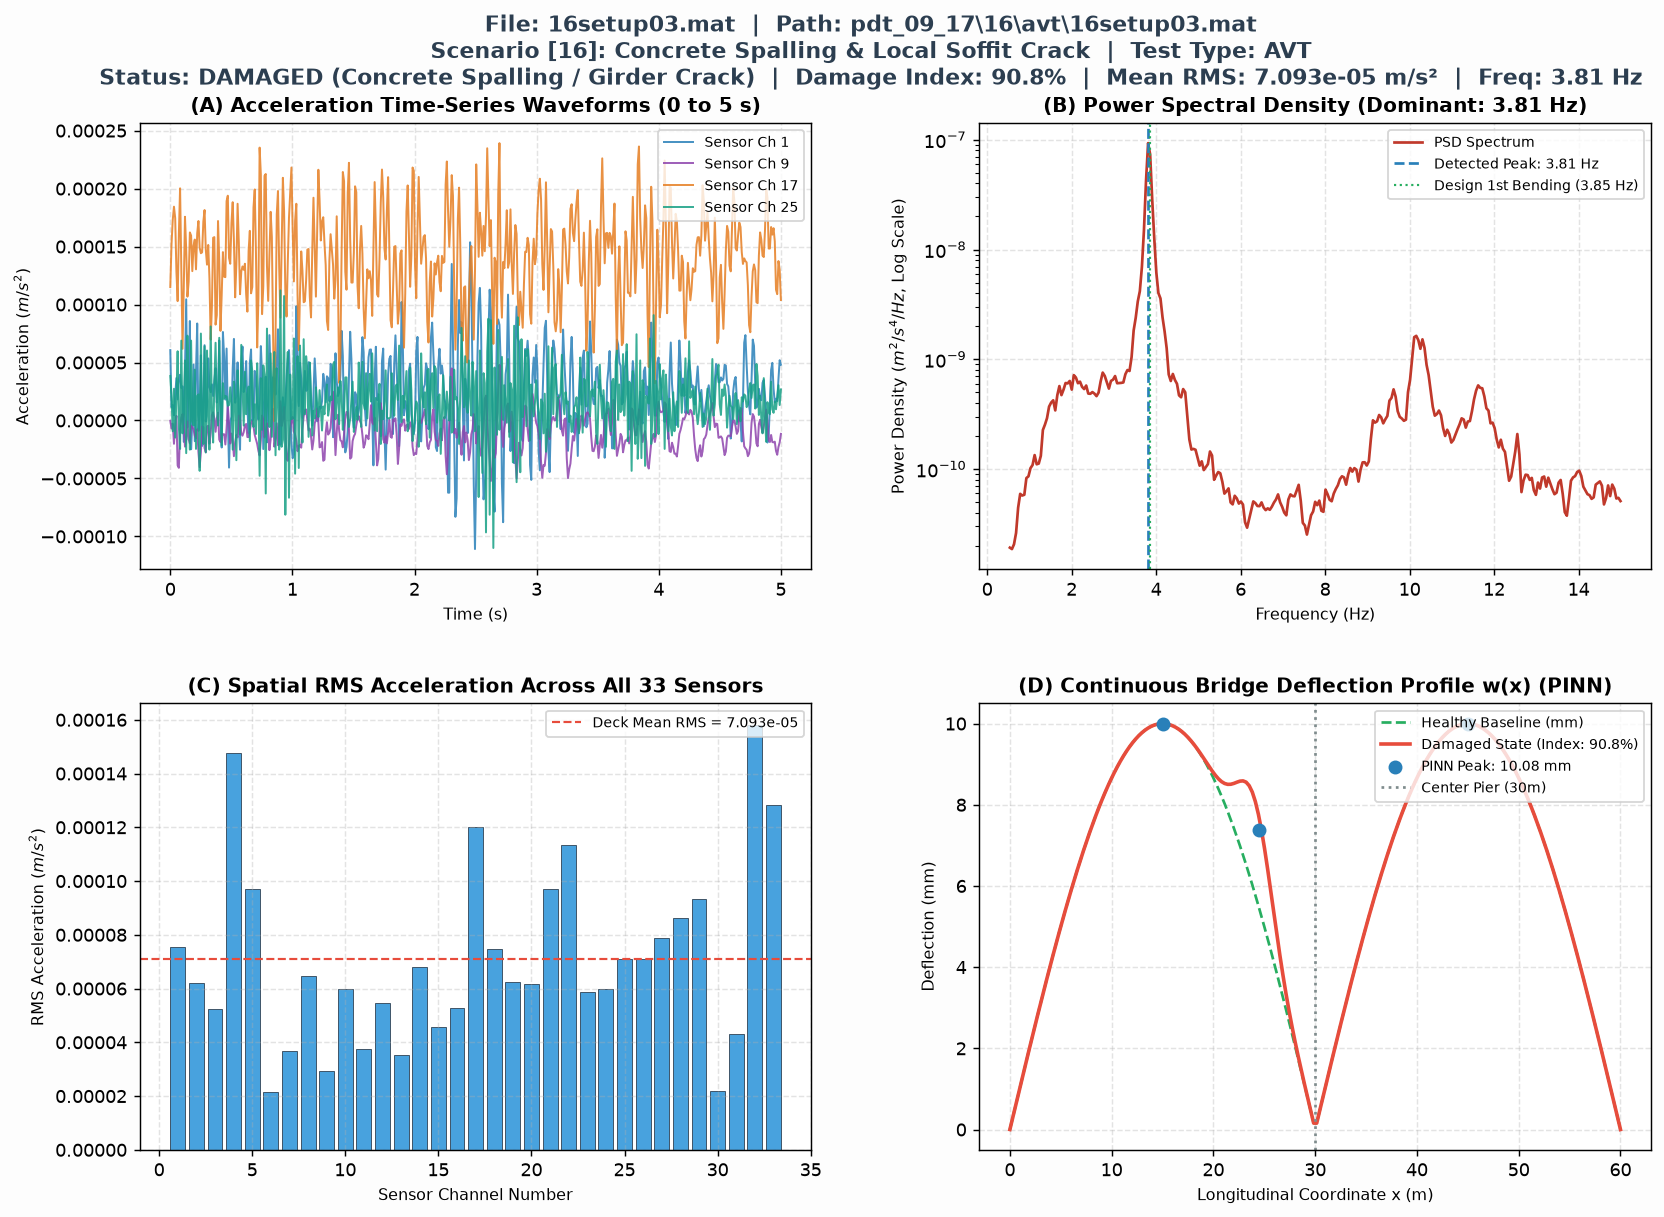 File: 16setup03.mat | Path: pdt_09_17\16\avt\16setup03.mat
Scenario [16]: Concrete Spalling & Local Soffit Crack | Test Type: AVT
Status: DAMAGED (Concrete Spalling / Girder Crack) | Damage Index: 90.8% | Mean RMS: 7.093e-05 m/s² | Freq: 3.81 Hz
(A) Acceleration Time-Series Waveforms (0 to 5 s)
0.00025
0.00020
0.00015
0.00010
0.00005
0.00000
−0.00005
−0.00010
Acceleration (m/s²)
Sensor Ch 1
Sensor Ch 9
Sensor Ch 17
Sensor Ch 25
0 1 2 3 4 5
Time (s)
(B) Power Spectral Density (Dominant: 3.81 Hz)
10⁻⁷
10⁻⁸
10⁻⁹
10⁻¹⁰
Power Density (m²/s⁴/Hz, Log Scale)
PSD Spectrum
Detected Peak: 3.81 Hz
Design 1st Bending (3.85 Hz)
0 2 4 6 8 10 12 14
Frequency (Hz)
(C) Spatial RMS Acceleration Across All 33 Sensors
0.00016
0.00014
0.00012
0.00010
0.00008
0.00006
0.00004
0.00002
0.00000
RMS Acceleration (m/s²)
Deck Mean RMS = 7.093e-05
0 5 10 15 20 25 30 35
Sensor Channel Number
(D) Continuous Bridge Deflection Profile w(x) (PINN)
10
8
6
4
2
0
Deflection (mm)
Healthy Baseline (mm)
Damaged State (Index: 90.8%)
PINN Peak: 10.08 mm
Center Pier (30m)
0 10 20 30 40 50 60
Longitudinal Coordinate x (m)